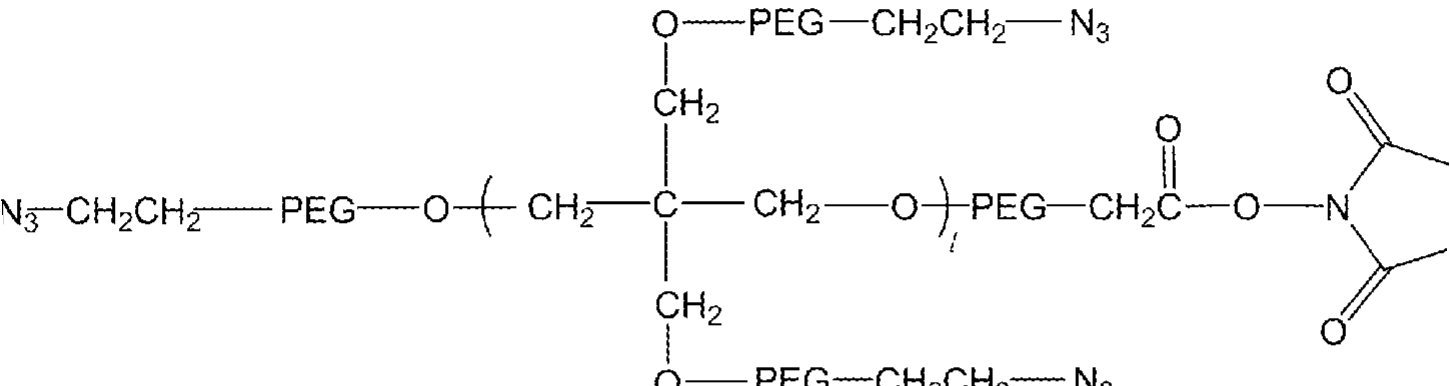 O—PEG—CH₂CH₂—N₃
CH₂
O
O
N₃—CH₂CH₂—PEG—O—(CH₂—C—CH₂—O)l—PEG—CH₂C—O—N
CH₂
O
O—PEG—CH₂CH₂—N₃